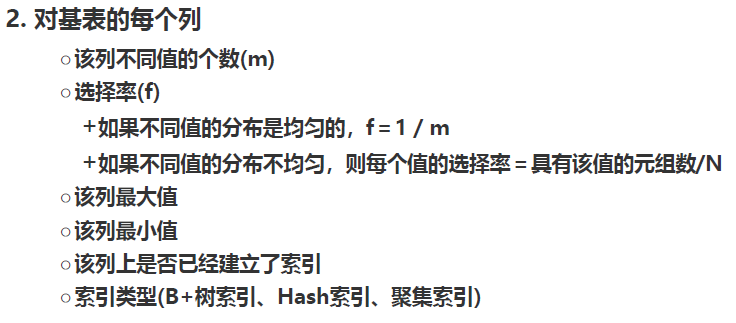 2. 对基表的每个列
○该列不同值的个数(m)
○选择率(f)
+如果不同值的分布是均匀的，f＝1／m
+如果不同值的分布不均匀，则每个值的选择率＝具有该值的元组数/N
○该列最大值
○该列最小值
○该列上是否已经建立了索引
○索引类型(B+树索引、Hash索引、聚集索引)